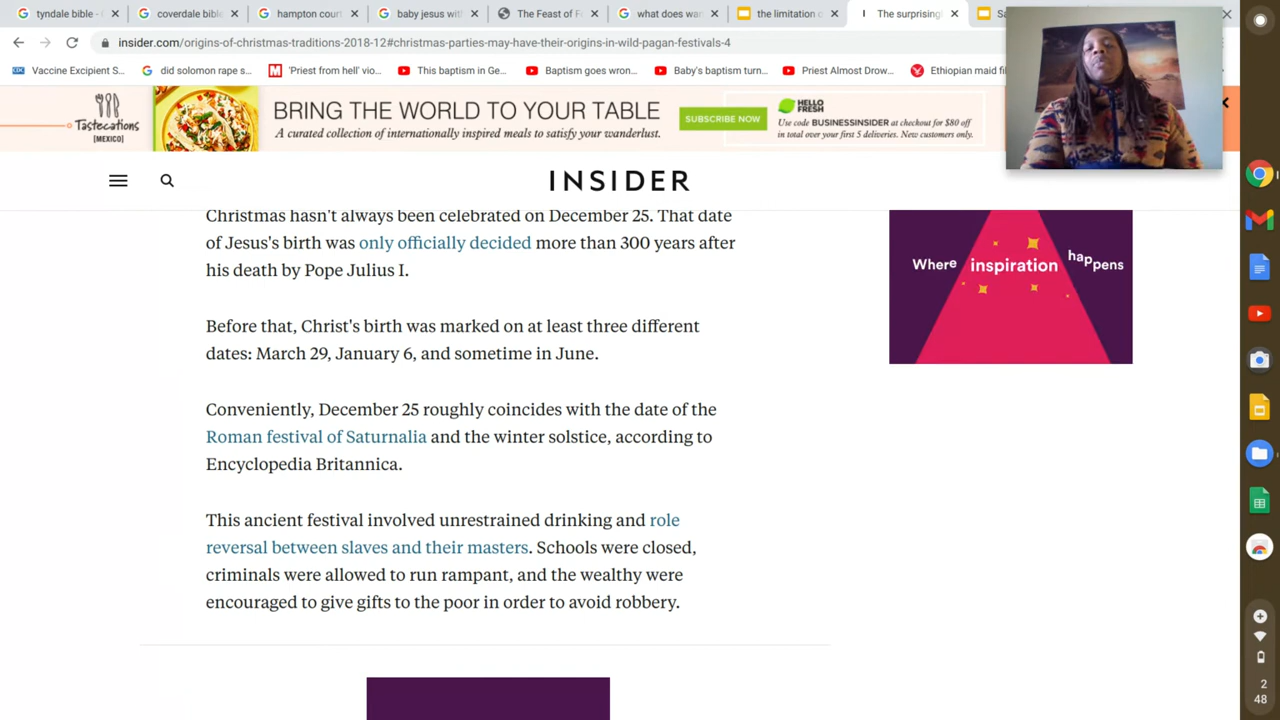 tyndale bible -
coverdale bible
hampton court
baby jesus with
The Feast of F
what does wan
the limitation o
The surprising
Sa
insider.com/origins-of-christmas-traditions-2018-12#christmas-parties-may-have-their-origins-in-wild-pagan-festivals-4
Vaccine Excipient S...
did solomon rape s...
'Priest from hell' vio...
This baptism in Ge...
Baptism goes wron...
Baby's baptism turn...
Priest Almost Drow...
Ethiopian maid fi
Tastecations
(MEXICO)
BRING THE WORLD TO YOUR TABLE
A curated collection of internationally inspired meals to satisfy your wanderlust.
SUBSCRIBE NOW
HELLO
FRESH
Use code BUSINESSINSIDER at checkout for $80 off
in total over your first 5 deliveries. New customers only.
INSIDER
Christmas hasn't always been celebrated on December 25. That date
of Jesus's birth was only officially decided more than 300 years after
his death by Pope Julius I.
Before that, Christ's birth was marked on at least three different
dates: March 29, January 6, and sometime in June.
Conveniently, December 25 roughly coincides with the date of the
Roman festival of Saturnalia and the winter solstice, according to
Encyclopedia Britannica.
This ancient festival involved unrestrained drinking and role
reversal between slaves and their masters. Schools were closed,
criminals were allowed to run rampant, and the wealthy were
encouraged to give gifts to the poor in order to avoid robbery.
Where inspiration happens
2
48